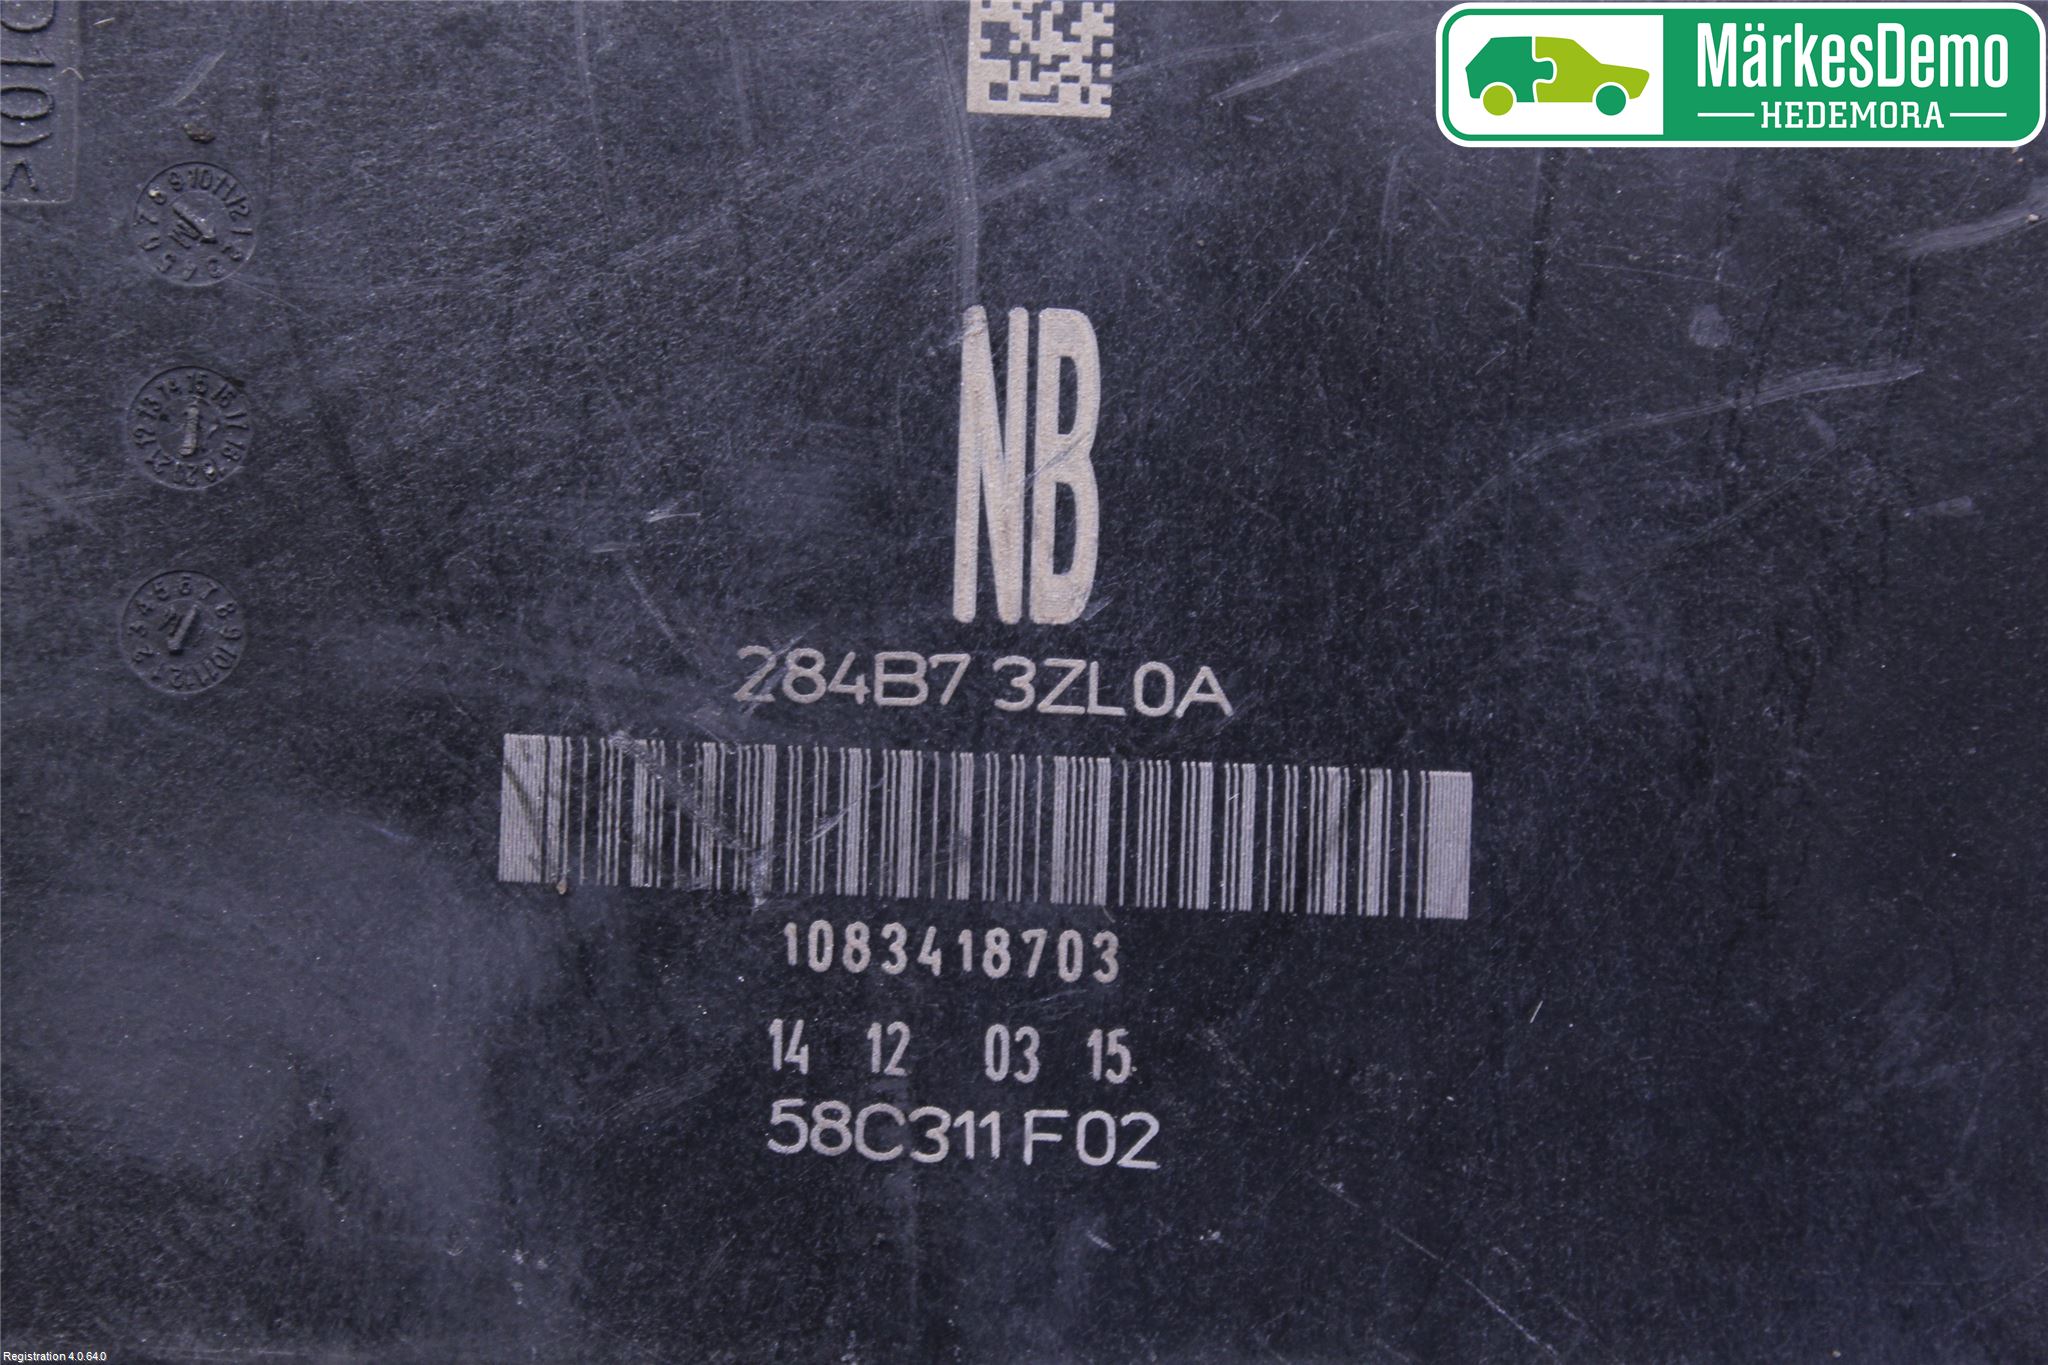 MärkesDemo
HEDEMORA
NB
284B7 3ZL0A
1083418703
14 12 03 15
58C311 F02
Registration 4.0.64.0